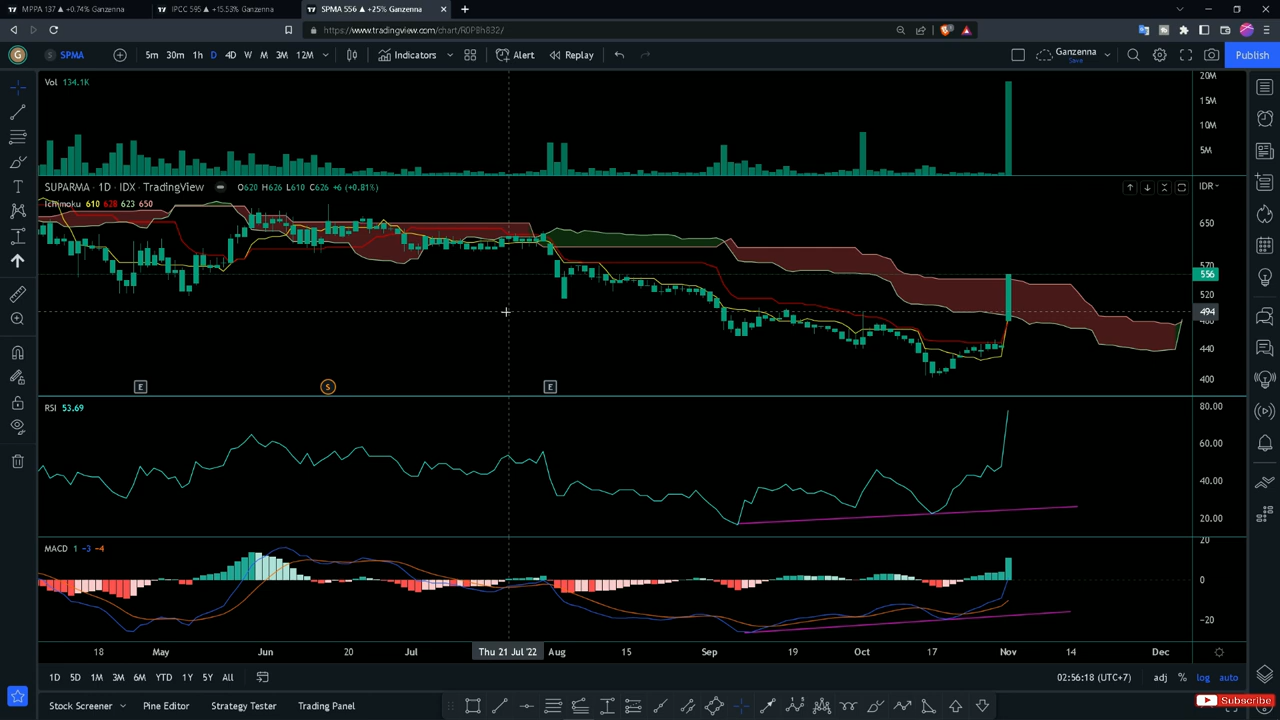 MPPA 137 ▲ +0.74% Ganzenna
IPCC 595 ▲ +15.53% Ganzenna
SPMA 556 ▲ +25% Ganzenna
https://www.tradingview.com/chart/R0PBh832/
G
S SPMA
5m 30m 1h D 4D W M 3M 12M
Indicators
Alert
Replay
Ganzenna
Save
Publish
Vol 134.1K
20M
15M
10M
5M
SUPARMA · 1D · IDX · TradingView O620 H626 L610 C626 +6 (+0.81%)
IDR
Ichimoku 610 628 623 650
650
570
556
520
494
480
440
400
E
S
E
RSI 53.69
80.00
60.00
40.00
20.00
MACD 1 −3 −4
20
0
−20
18 May Jun 20 Jul Thu 21 Jul '22 Aug 15 Sep 19 Oct 17 Nov 14 Dec
1D 5D 1M 3M 6M YTD 1Y 5Y All
02:56:18 (UTC+7)
adj % log auto
Stock Screener
Pine Editor
Strategy Tester
Trading Panel
Subscribe